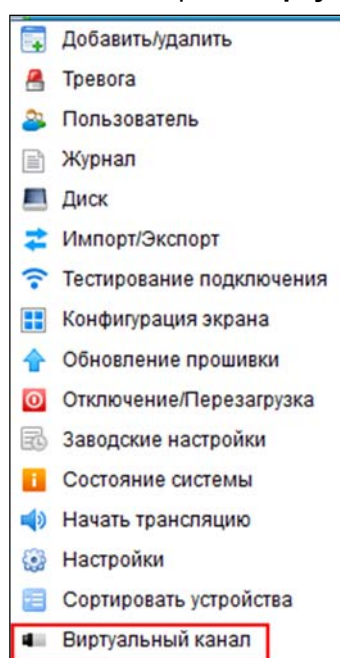 Добавить/удалить
Тревога
Пользователь
Журнал
Диск
Импорт/Экспорт
Тестирование подключения
Конфигурация экрана
Обновление прошивки
Отключение/Перезагрузка
Заводские настройки
Состояние системы
Начать трансляцию
Настройки
Сортировать устройства
Виртуальный канал